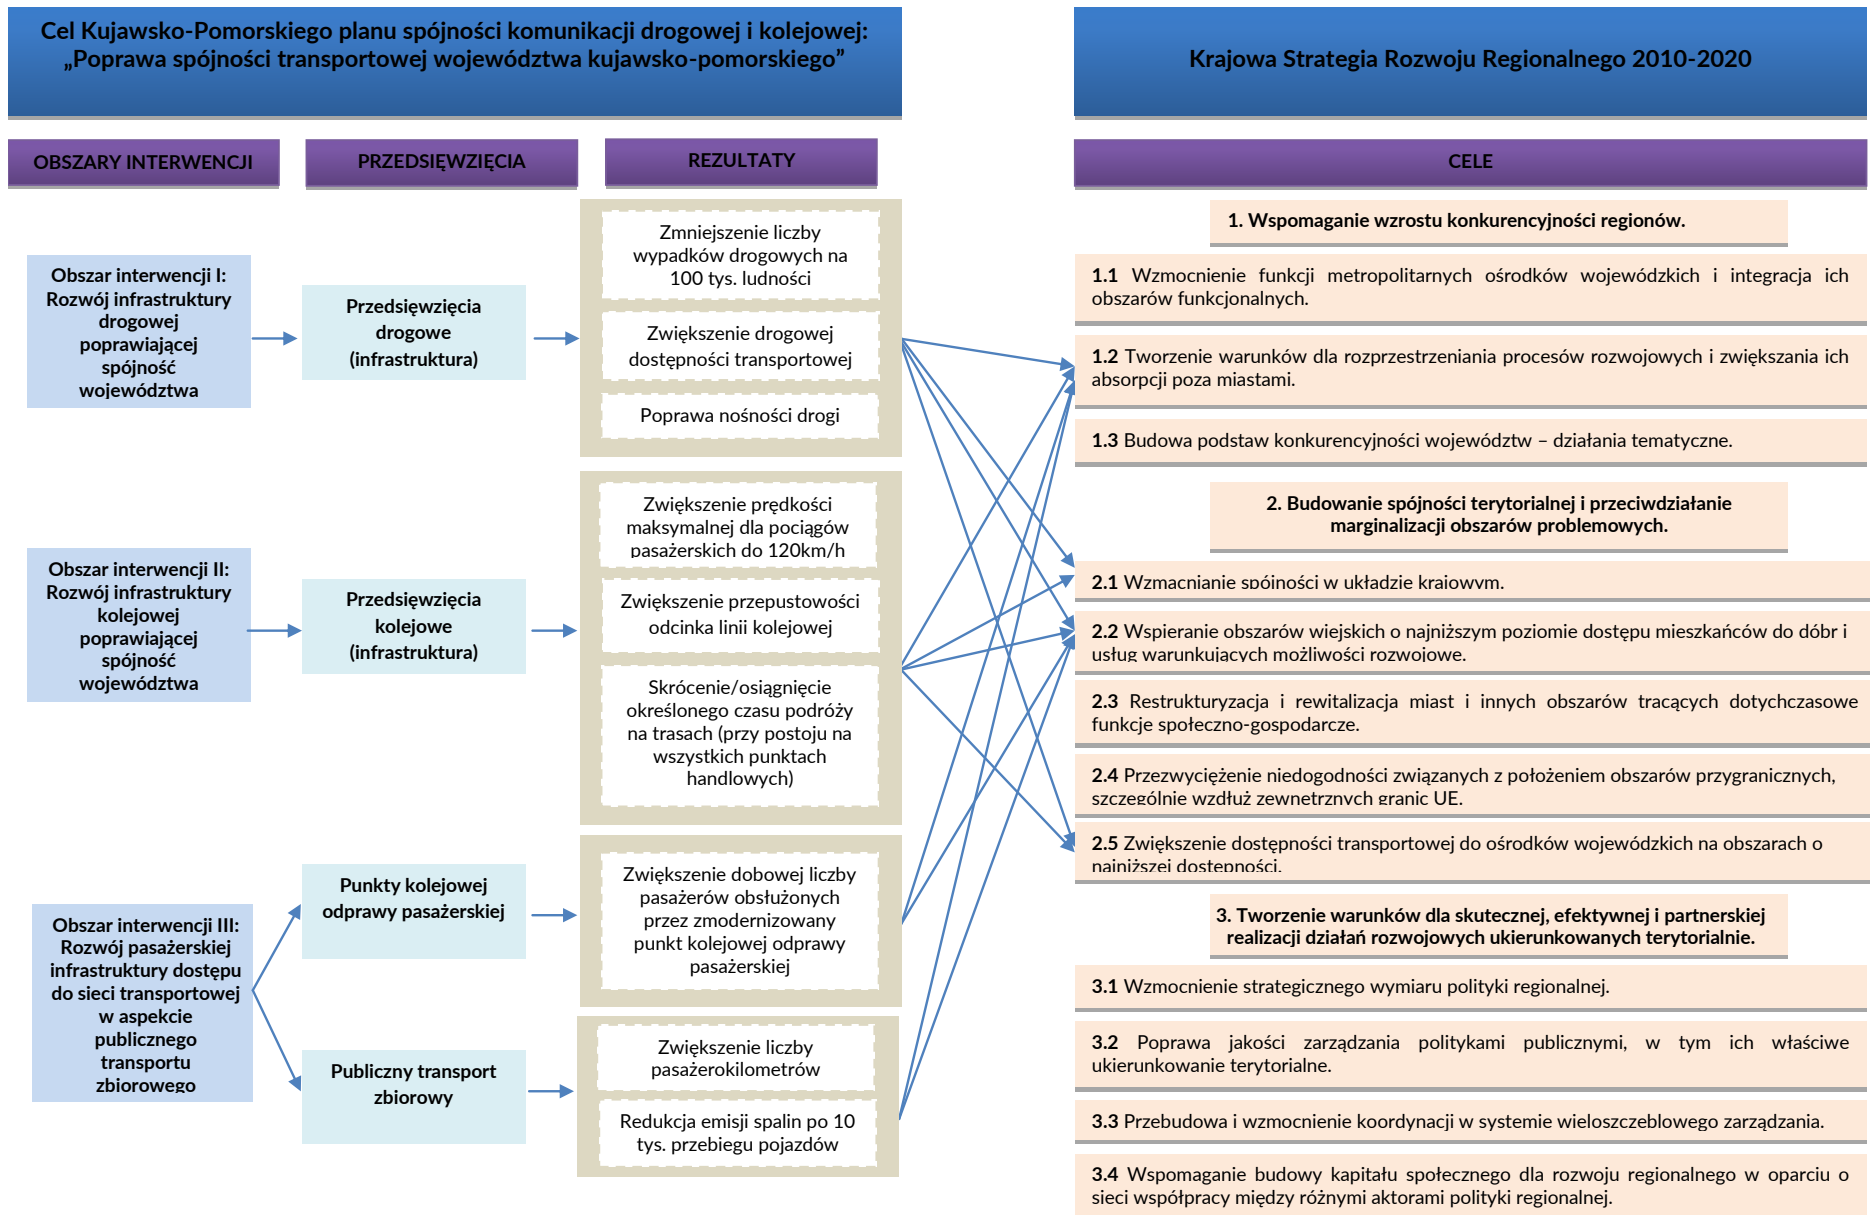 Cel Kujawsko-Pomorskiego planu spójności komunikacji drogowej i kolejowej:
„Poprawa spójności transportowej województwa kujawsko-pomorskiego”
Krajowa Strategia Rozwoju Regionalnego 2010-2020
OBSZARY INTERWENCJI
PRZEDSIĘWZIĘCIA
REZULTATY
CELE
Obszar interwencji I:
Rozwój infrastruktury
drogowej
poprawiającej
spójność
województwa
Przedsięwzięcia
drogowe
(infrastruktura)
Zmniejszenie liczby
wypadków drogowych na
100 tys. ludności
Zwiększenie drogowej
dostępności transportowej
Poprawa nośności drogi
Obszar interwencji II:
Rozwój infrastruktury
kolejowej
poprawiającej
spójność
województwa
Przedsięwzięcia
kolejowe
(infrastruktura)
Zwiększenie prędkości
maksymalnej dla pociągów
pasażerskich do 120km/h
Zwiększenie przepustowości
odcinka linii kolejowej
Skrócenie/osiągnięcie
określonego czasu podróży
na trasach (przy postoju na
wszystkich punktach
handlowych)
Obszar interwencji III:
Rozwój pasażerskiej
infrastruktury dostępu
do sieci transportowej
w aspekcie
publicznego
transportu
zbiorowego
Punkty kolejowej
odprawy pasażerskiej
Zwiększenie dobowej liczby
pasażerów obsłużonych
przez zmodernizowany
punkt kolejowej odprawy
pasażerskiej
Publiczny transport
zbiorowy
Zwiększenie liczby
pasażerokilometrów
Redukcja emisji spalin po 10
tys. przebiegu pojazdów
1. Wspomaganie wzrostu konkurencyjności regionów.
1.1 Wzmocnienie funkcji metropolitarnych ośrodków wojewódzkich i integracja ich
obszarów funkcjonalnych.
1.2 Tworzenie warunków dla rozprzestrzeniania procesów rozwojowych i zwiększania ich
absorpcji poza miastami.
1.3 Budowa podstaw konkurencyjności województw – działania tematyczne.
2. Budowanie spójności terytorialnej i przeciwdziałanie
marginalizacji obszarów problemowych.
2.1 Wzmacnianie spójności w układzie krajowym.
2.2 Wspieranie obszarów wiejskich o najniższym poziomie dostępu mieszkańców do dóbr i
usług warunkujących możliwości rozwojowe.
2.3 Restrukturyzacja i rewitalizacja miast i innych obszarów tracących dotychczasowe
funkcje społeczno-gospodarcze.
2.4 Przezwyciężenie niedogodności związanych z położeniem obszarów przygranicznych,
szczególnie wzdłuż zewnętrznych granic UE.
2.5 Zwiększenie dostępności transportowej do ośrodków wojewódzkich na obszarach o
najniższej dostępności.
3. Tworzenie warunków dla skutecznej, efektywnej i partnerskiej
realizacji działań rozwojowych ukierunkowanych terytorialnie.
3.1 Wzmocnienie strategicznego wymiaru polityki regionalnej.
3.2 Poprawa jakości zarządzania politykami publicznymi, w tym ich właściwe
ukierunkowanie terytorialne.
3.3 Przebudowa i wzmocnienie koordynacji w systemie wieloszczeblowego zarządzania.
3.4 Wspomaganie budowy kapitału społecznego dla rozwoju regionalnego w oparciu o
sieci współpracy między różnymi aktorami polityki regionalnej.